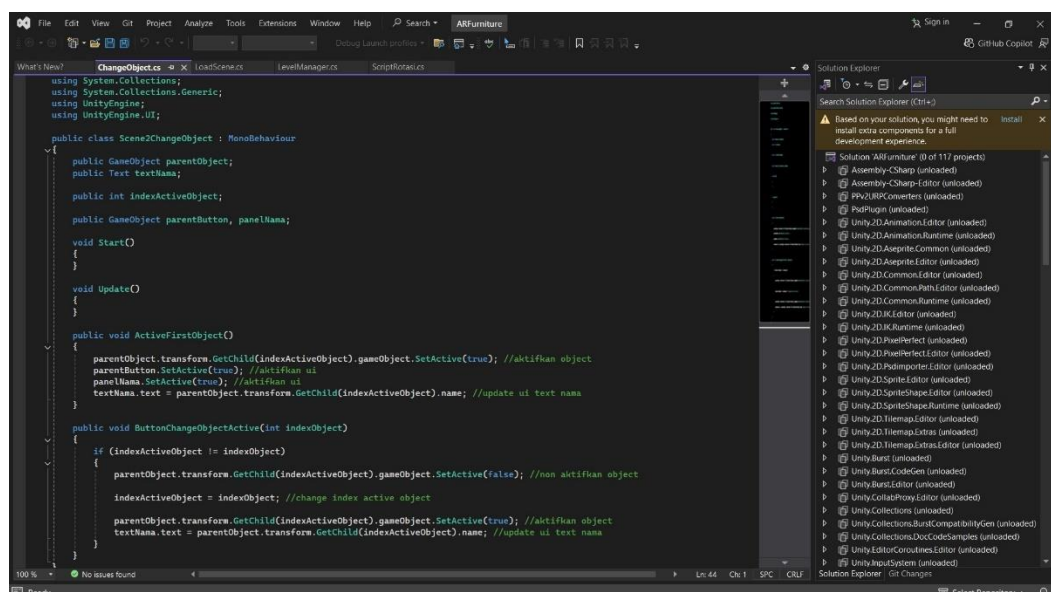 File Edit View Git Project Analyze Tools Extensions Window Help Search ARFurniture Sign in
Debug Launch profiles GitHub Copilot
What's New? ChangeObject.cs LoadScene.cs LevelManager.cs ScriptRotasi.cs
using System.Collections;
using System.Collections.Generic;
using UnityEngine;
using UnityEngine.UI;
public class Scene2ChangeObject : MonoBehaviour
{
public GameObject parentObject;
public Text textNama;
public int indexActiveObject;
public GameObject parentButton, panelNama;
void Start()
{
}
void Update()
{
}
public void ActiveFirstObject()
{
parentObject.transform.GetChild(indexActiveObject).gameObject.SetActive(true); //aktifkan object
parentButton.SetActive(true); //aktifkan ui
panelNama.SetActive(true); //aktifkan ui
textNama.text = parentObject.transform.GetChild(indexActiveObject).name; //update ui text nama
}
public void ButtonChangeObjectActive(int indexObject)
{
if (indexActiveObject != indexObject)
{
parentObject.transform.GetChild(indexActiveObject).gameObject.SetActive(false); //non aktifkan object
indexActiveObject = indexObject; //change index active object
parentObject.transform.GetChild(indexActiveObject).gameObject.SetActive(true); //aktifkan object
textNama.text = parentObject.transform.GetChild(indexActiveObject).name; //update ui text nama
}
}
100 % No issues found Ln: 44 Ch: 1 SPC CRLF
Solution Explorer
Search Solution Explorer (Ctrl+;)
Based on your solution, you might need to Install
install extra components for a full
development experience.
Solution 'ARFurniture' (0 of 117 projects)
Assembly-CSharp (unloaded)
Assembly-CSharp-Editor (unloaded)
PPv2URPConverters (unloaded)
PsdPlugin (unloaded)
Unity.2D.Animation.Editor (unloaded)
Unity.2D.Animation.Runtime (unloaded)
Unity.2D.Aseprite.Common (unloaded)
Unity.2D.Aseprite.Editor (unloaded)
Unity.2D.Common.Editor (unloaded)
Unity.2D.Common.Path.Editor (unloaded)
Unity.2D.Common.Runtime (unloaded)
Unity.2D.IK.Editor (unloaded)
Unity.2D.IK.Runtime (unloaded)
Unity.2D.PixelPerfect (unloaded)
Unity.2D.PixelPerfect.Editor (unloaded)
Unity.2D.Psdimporter.Editor (unloaded)
Unity.2D.Sprite.Editor (unloaded)
Unity.2D.SpriteShape.Editor (unloaded)
Unity.2D.SpriteShape.Runtime (unloaded)
Unity.2D.Tilemap.Editor (unloaded)
Unity.2D.Tilemap.Extras (unloaded)
Unity.2D.Tilemap.Extras.Editor (unloaded)
Unity.Burst (unloaded)
Unity.Burst.CodeGen (unloaded)
Unity.Burst.Editor (unloaded)
Unity.CollabProxy.Editor (unloaded)
Unity.Collections (unloaded)
Unity.Collections.BurstCompatibilityGen (unloaded)
Unity.Collections.DocCodeSamples (unloaded)
Unity.EditorCoroutines.Editor (unloaded)
Unity.InputSystem (unloaded)
Solution Explorer Git Changes